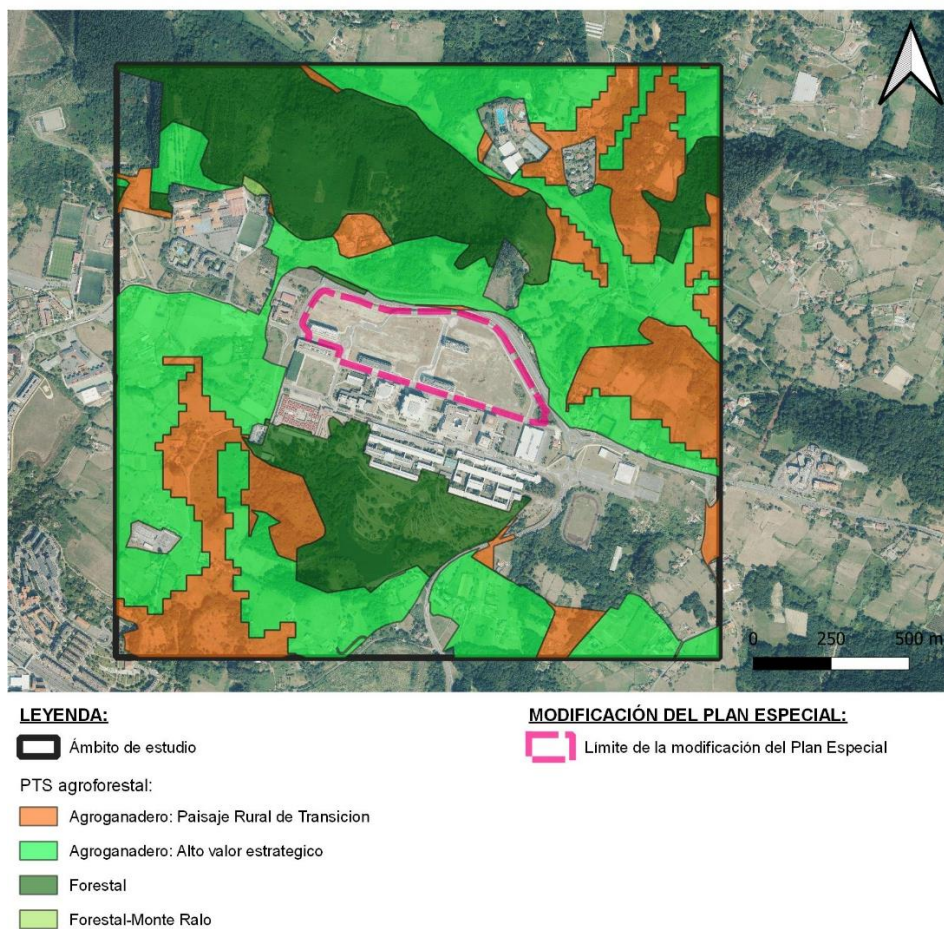 0 250 500 m
LEYENDA:
Ámbito de estudio
PTS agroforestal:
Agroganadero: Paisaje Rural de Transicion
Agroganadero: Alto valor estrategico
Forestal
Forestal-Monte Ralo
MODIFICACIÓN DEL PLAN ESPECIAL:
Límite de la modificación del Plan Especial